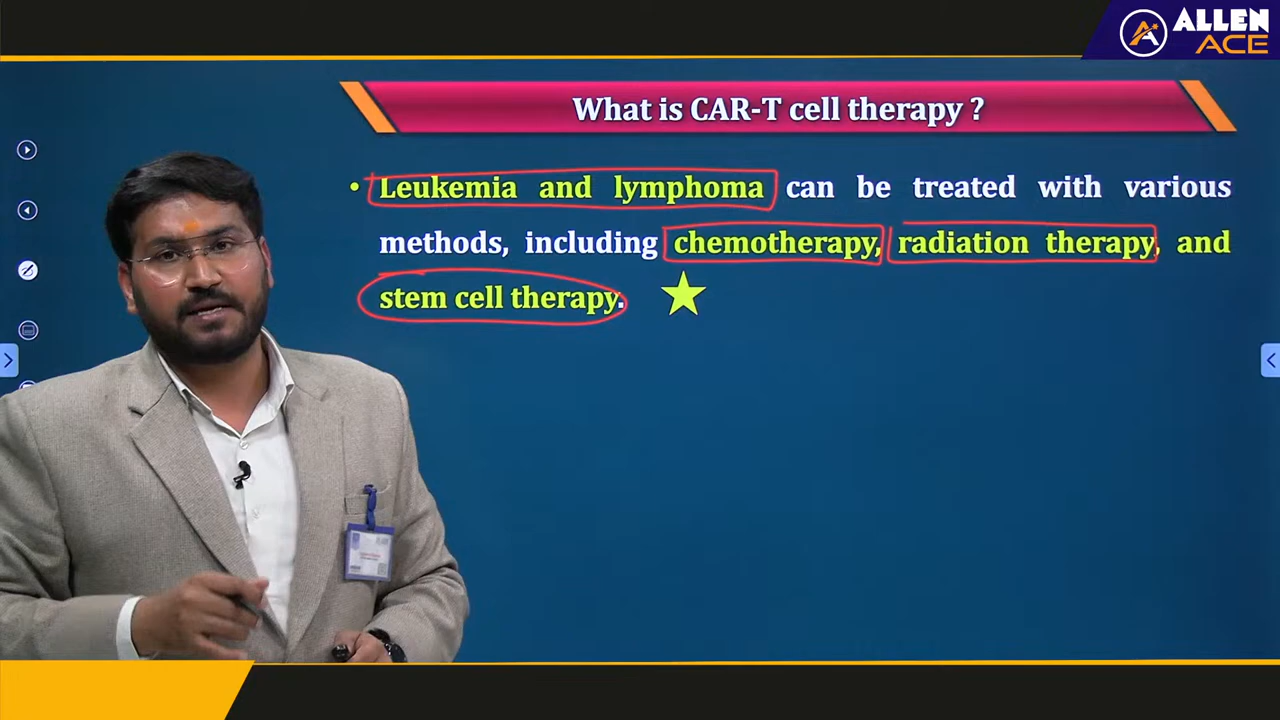 ALLEN
ACE
What is CAR-T cell therapy ?
• Leukemia and lymphoma can be treated with various
methods, including chemotherapy, radiation therapy, and
stem cell therapy.